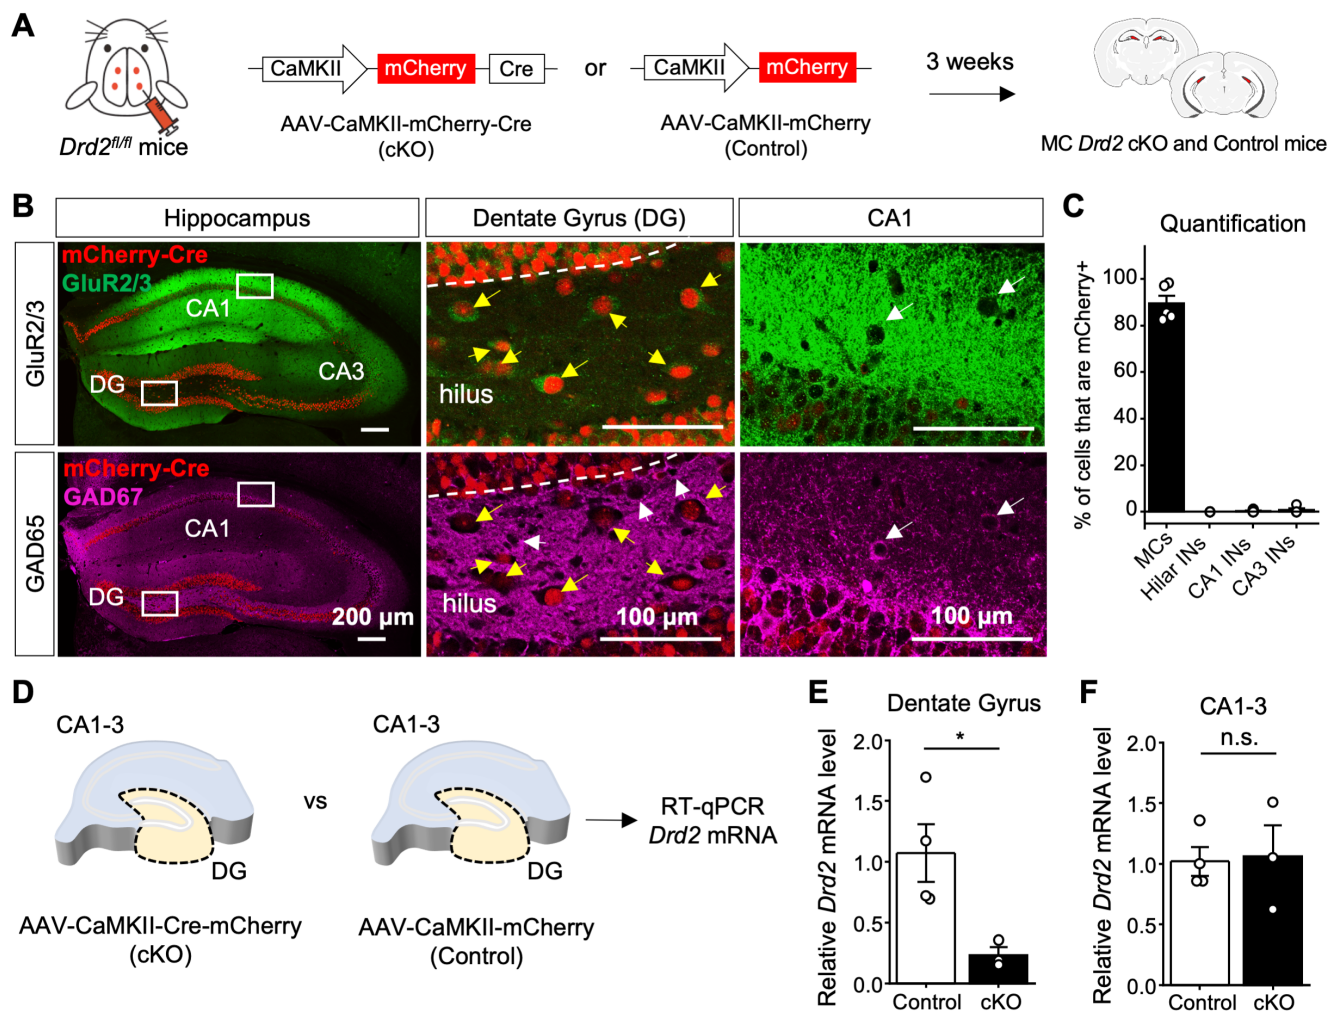 A
CaMKII
mCherry
Cre
or
CaMKII
mCherry
3 weeks
Drd2fl/fl mice
AAV-CaMKII-mCherry-Cre
(cKO)
AAV-CaMKII-mCherry
(Control)
MC Drd2 cKO and Control mice
B
Hippocampus
Dentate Gyrus (DG)
CA1
GluR2/3
mCherry-Cre
GluR2/3
CA1
CA3
DG
hilus
GAD65
mCherry-Cre
GAD67
CA1
DG
200 µm
hilus
100 µm
100 µm
C
Quantification
% of cells that are mCherry+
100
80
60
40
20
0
MCs
Hilar INs
CA1 INs
CA3 INs
D
CA1-3
DG
AAV-CaMKII-Cre-mCherry
(cKO)
vs
CA1-3
DG
AAV-CaMKII-mCherry
(Control)
RT-qPCR
Drd2 mRNA
E
Dentate Gyrus
*
Relative Drd2 mRNA level
2.0
1.5
1.0
0.5
0.0
Control
cKO
F
CA1-3
n.s.
Relative Drd2 mRNA level
2.0
1.5
1.0
0.5
0.0
Control
cKO